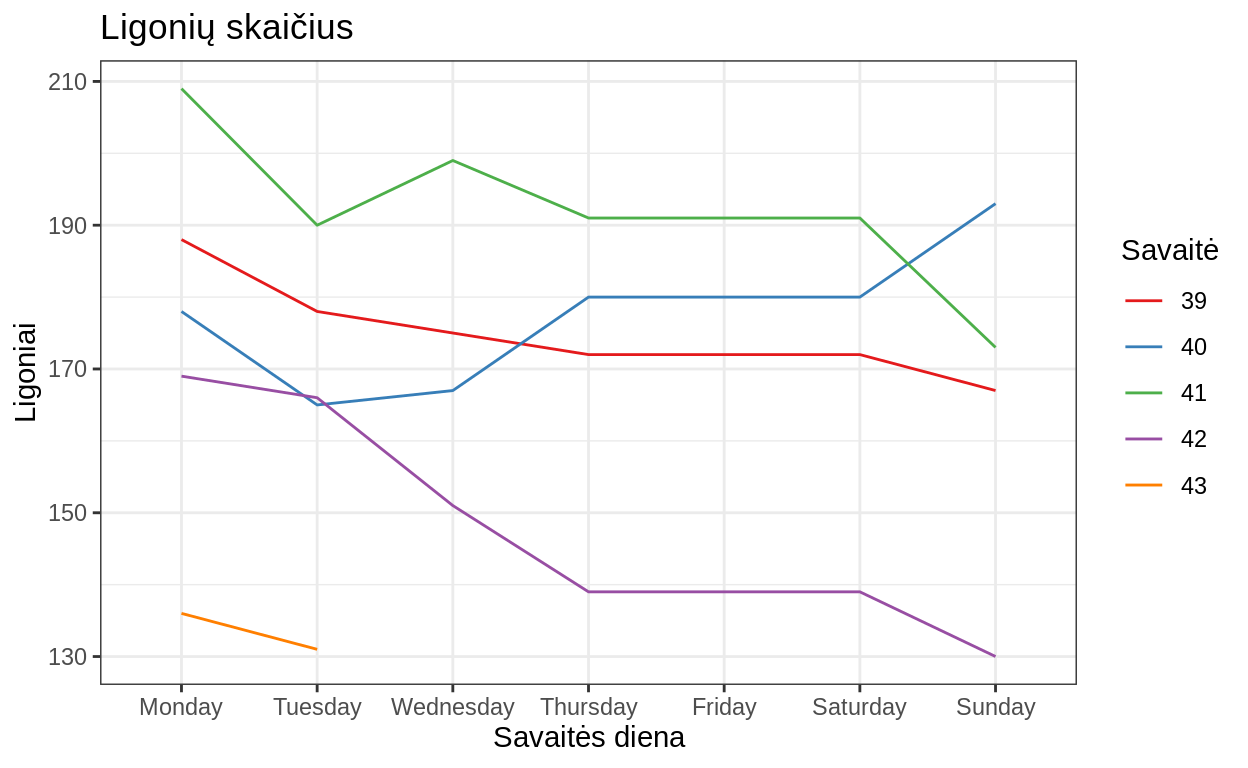 Ligonių skaičius
210
190
170
150
130
Ligoniai
Monday Tuesday Wednesday Thursday Friday Saturday Sunday
Savaitės diena
Savaitė
39
40
41
42
43